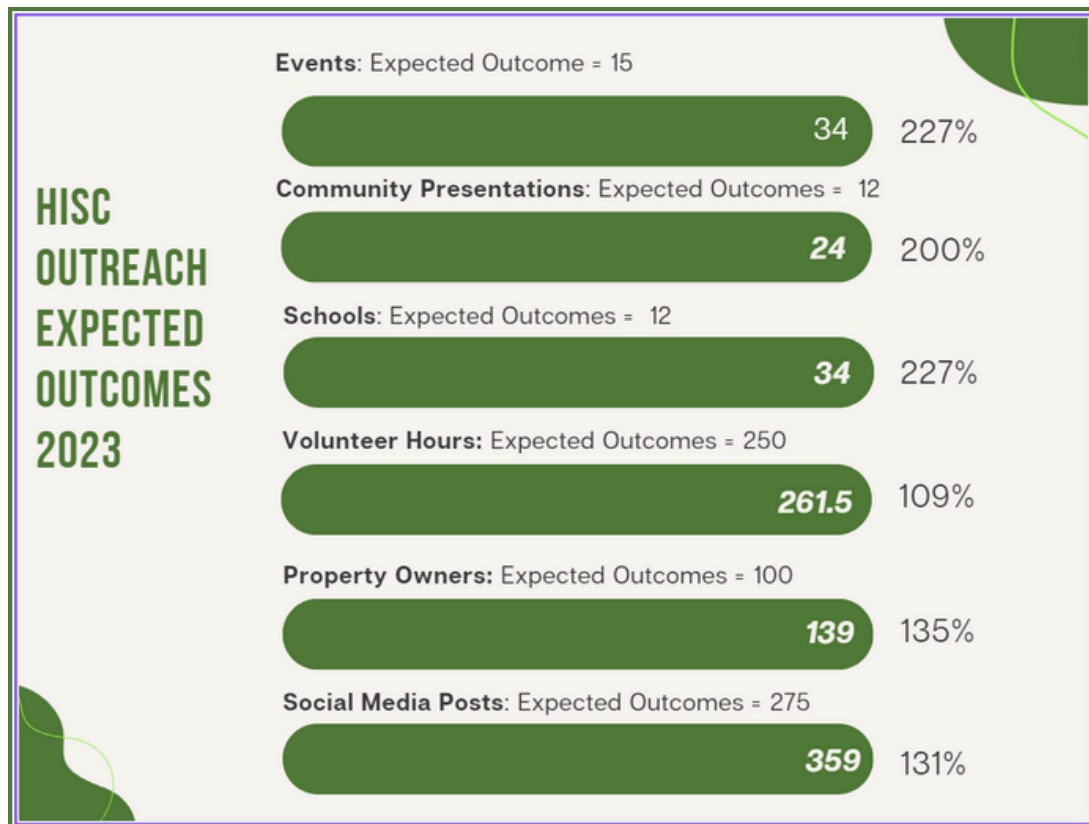 HISC
OUTREACH
EXPECTED
OUTCOMES
2023
Events: Expected Outcome = 15
34 227%
Community Presentations: Expected Outcomes = 12
24 200%
Schools: Expected Outcomes = 12
34 227%
Volunteer Hours: Expected Outcomes = 250
261.5 109%
Property Owners: Expected Outcomes = 100
139 135%
Social Media Posts: Expected Outcomes = 275
359 131%